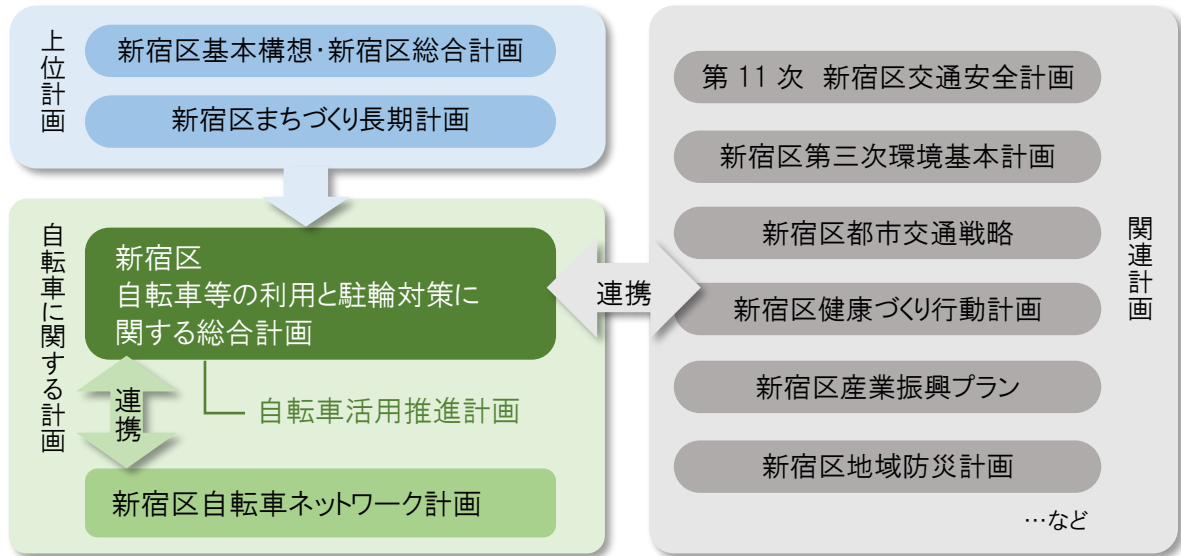 上位計画
新宿区基本構想・新宿区総合計画
新宿区まちづくり長期計画
自転車に関する計画
新宿区
自転車等の利用と駐輪対策に
関する総合計画
連携
自転車活用推進計画
新宿区自転車ネットワーク計画
連携
第 11 次 新宿区交通安全計画
新宿区第三次環境基本計画
新宿区都市交通戦略
新宿区健康づくり行動計画
新宿区産業振興プラン
新宿区地域防災計画
…など
関連計画